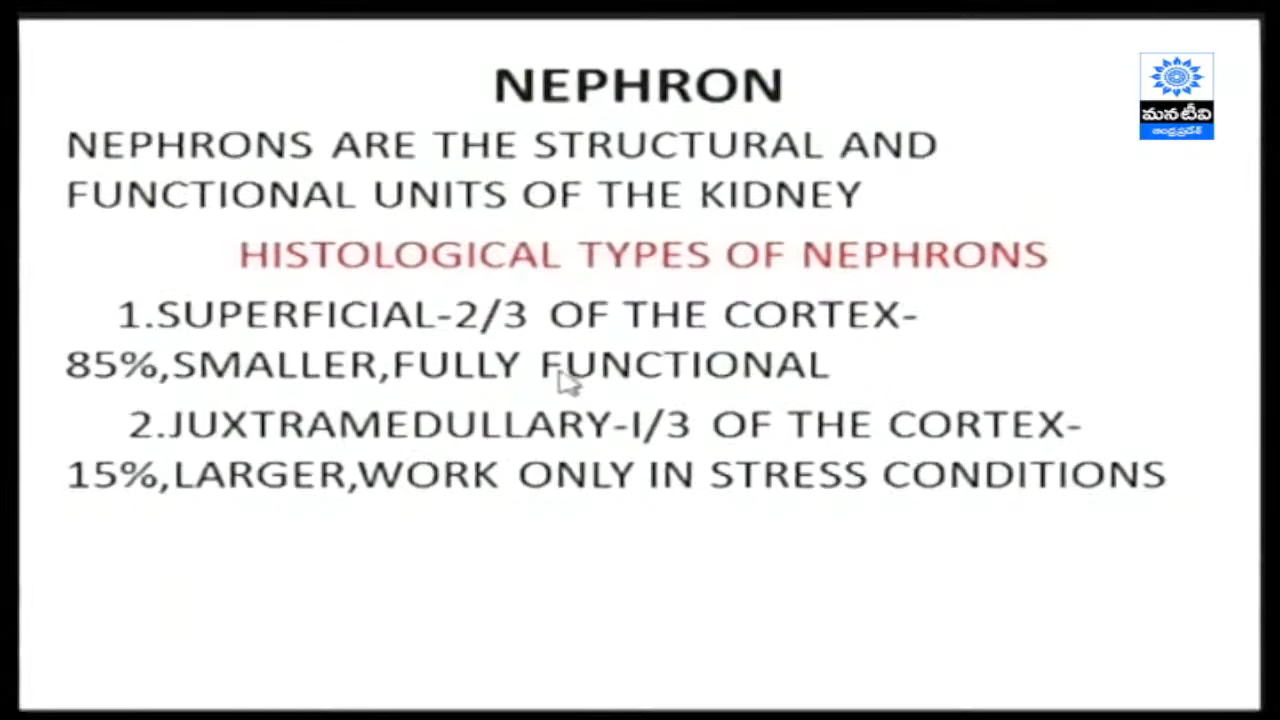 NEPHRON
మనటీవి
ఆంధ్రప్రదేశ్
NEPHRONS ARE THE STRUCTURAL AND
FUNCTIONAL UNITS OF THE KIDNEY
HISTOLOGICAL TYPES OF NEPHRONS
1.SUPERFICIAL-2/3 OF THE CORTEX-
85%,SMALLER,FULLY FUNCTIONAL
2.JUXTRAMEDULLARY-I/3 OF THE CORTEX-
15%,LARGER,WORK ONLY IN STRESS CONDITIONS